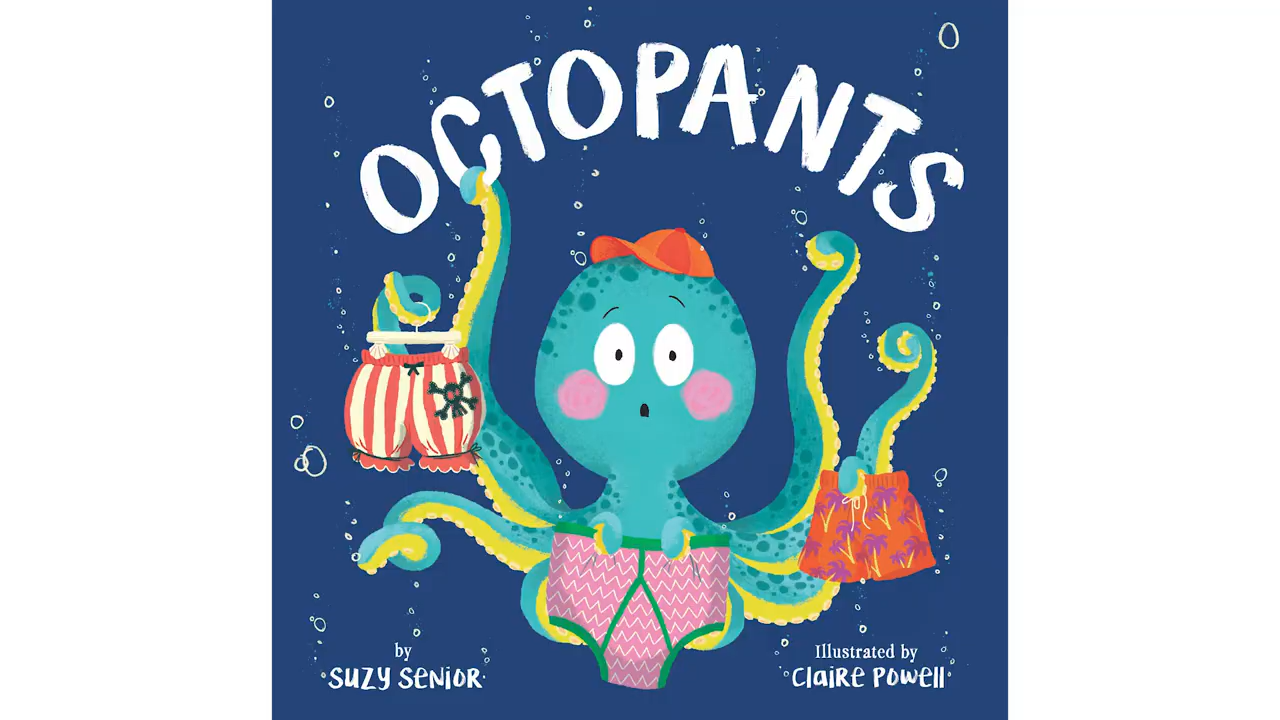 OCTOPANTS
by
SUZY SENIOR
Illustrated by
CLAIRE POWELL